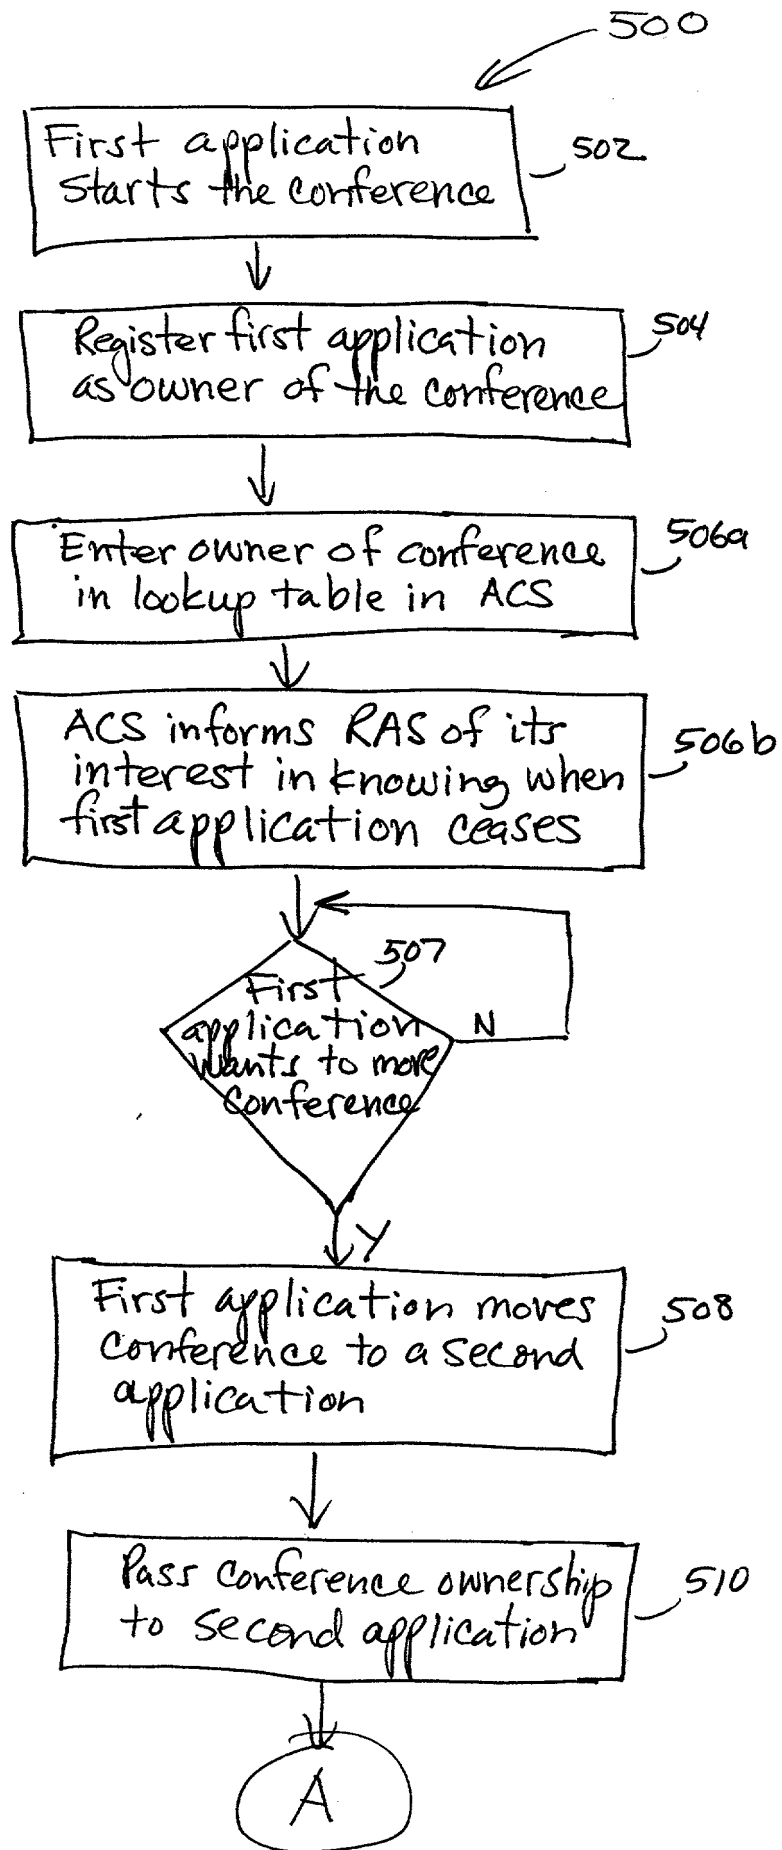 500
First application
starts the conference
502
Register first application
as owner of the conference
504
Enter owner of conference
in lookup table in ACS
506a
ACS informs RAS of its
interest in knowing when
first application ceases
506b
507
First
application
wants to move
conference
N
Y
First application moves
conference to a second
application
508
Pass conference ownership
to second application
510
A